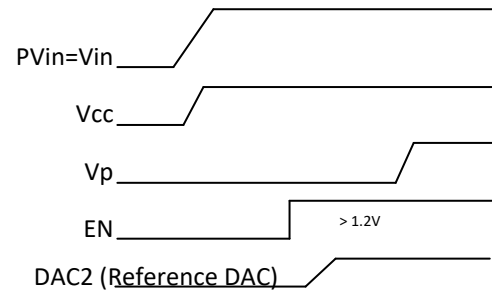 PVin=Vin
Vcc
Vp
EN
> 1.2V
DAC2 (Reference DAC)